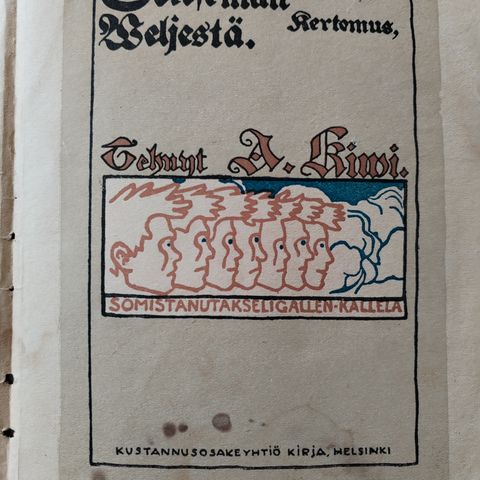 Weljestä. Kertomus,
Tehnyt A. Kiwi.
SOMISTANUT AKSELI GALLEN-KALLELA
KUSTANNUSOSAKEYHTIÖ KIRJA, HELSINKI